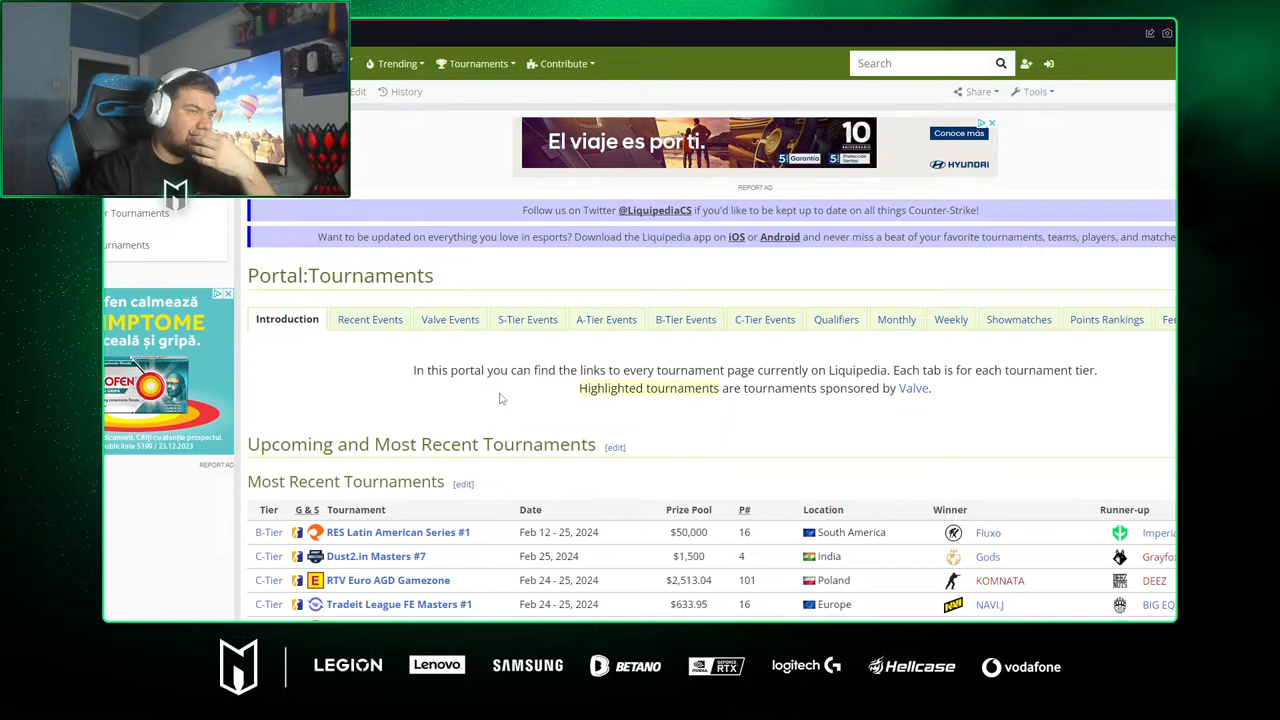 Trending
Tournaments
Contribute
Search
Edit
History
Share
Tools
El viaje es por ti.
10
ANIVERSARIO
Garantía
Conoce más
HYUNDAI
REPORT AD
r Tournaments
urnaments
Follow us on Twitter @LiquipediaCS if you'd like to be kept up to date on all things Counter-Strike!
Want to be updated on everything you love in esports? Download the Liquipedia app on iOS or Android and never miss a beat of your favorite tournaments, teams, players, and matche
Portal:Tournaments
Introduction
Recent Events
Valve Events
S-Tier Events
A-Tier Events
B-Tier Events
C-Tier Events
Qualifiers
Monthly
Weekly
Showmatches
Points Rankings
Fer
fen calmează
IMPTOME
ceală și gripă.
REPORT AD
In this portal you can find the links to every tournament page currently on Liquipedia. Each tab is for each tournament tier.
Highlighted tournaments are tournaments sponsored by Valve.
Upcoming and Most Recent Tournaments [edit]
Most Recent Tournaments [edit]
Tier G & S Tournament Date Prize Pool P# Location Winner Runner-up
B-Tier RES Latin American Series #1 Feb 12 - 25, 2024 $50,000 16 South America Fluxo Imperia
C-Tier Dust2.in Masters #7 Feb 25, 2024 $1,500 4 India Gods Grayfo
C-Tier RTV Euro AGD Gamezone Feb 24 - 25, 2024 $2,513.04 101 Poland KOMNATA DEEZ
C-Tier Tradeit League FE Masters #1 Feb 24 - 25, 2024 $633.95 16 Europe NAVI.J BIG EQ
LEGION
Lenovo
SAMSUNG
BETANO
GEFORCE RTX
logitech G
Hellcase
vodafone